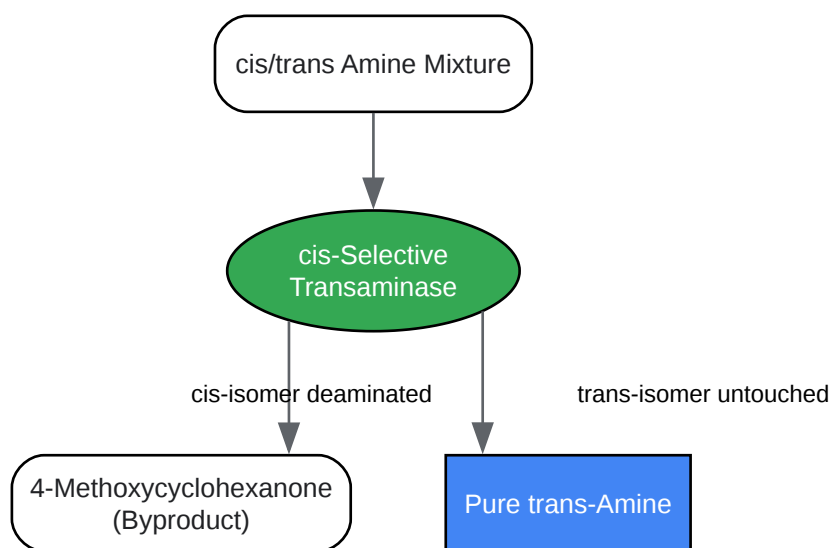 cis/trans Amine Mixture
cis-Selective
Transaminase
cis-isomer deaminated
trans-isomer untouched
4-Methoxycyclohexanone
(Byproduct)
Pure trans-Amine